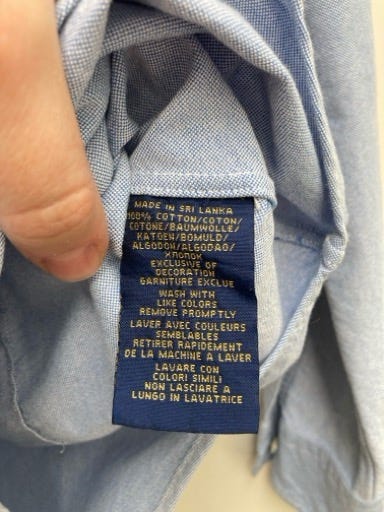 MADE IN SRI LANKA
100% COTTON/COTON/
COTONE/BAUMWOLLE/
KATOEN/BOMULD/
ALGODON/ALGODAO/
ХЛОПОК
EXCLUSIVE OF
DECORATION
GARNITURE EXCLUE
WASH WITH
LIKE COLORS
REMOVE PROMPTLY
LAVER AVEC COULEURS
SEMBLABLES
RETIRER RAPIDEMENT
DE LA MACHINE A LAVER
LAVARE CON
COLORI SIMILI
NON LASCIARE A
LUNGO IN LAVATRICE